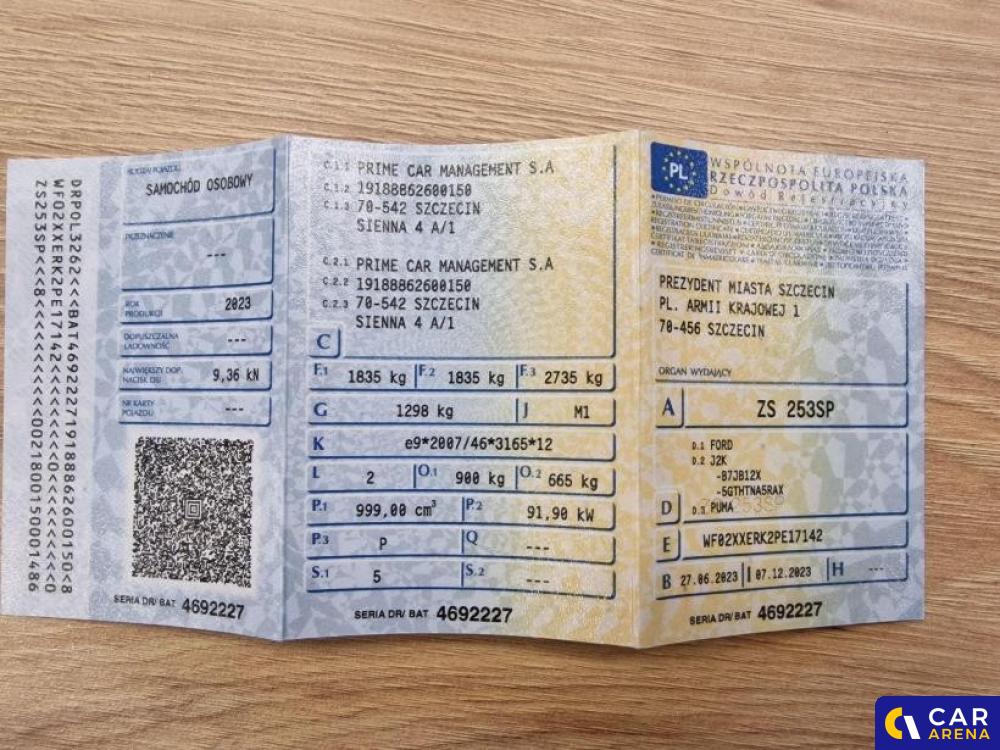 DRPOL3262<<<BAT4692227191888626001​50<8
WF02XXERK2PE17142<<<
RODZAJ POJAZDU
SAMOCHÓD OSOBOWY
PRZEZNACZENIE
---
ROK PRODUKCJI
2023
DOPUSZCZALNA ŁADOWNOŚĆ
---
NAJWIĘKSZY DOP. NACISK OSI
9,36 kN
NR KARTY POJAZDU
---
SERIA DR/ BAT 4692227
C.1.1 PRIME CAR MANAGEMENT S.A
C.1.2 19188862600150
C.1.3 70-542 SZCZECIN
SIENNA 4 A/1
C.2.1 PRIME CAR MANAGEMENT S.A
C.2.2 19188862600150
C.2.3 70-542 SZCZECIN
SIENNA 4 A/1
C
F.1 1835 kg F.2 1835 kg F.3 2735 kg
G 1298 kg J M1
K e9*2007/46*3165*12
L 2 O.1 900 kg O.2 665 kg
P.1 999,00 cm³ P.2 91,90 kW
P.3 P Q ---
S.1 5 S.2 ---
SERIA DR/ BAT 4692227
PL WSPÓLNOTA EUROPEJSKA
RZECZPOSPOLITA POLSKA
Dowód Rejestracyjny
PREZYDENT MIASTA SZCZECIN
PL. ARMII KRAJOWEJ 1
70-456 SZCZECIN
ORGAN WYDAJĄCY
A ZS 253SP
D.1 FORD
D.2 J2K
-B7JB12X
-5GTHTNA5RAX
D D.3 PUMA
E WF02XXERK2PE17142
B 27.06.2023 I 07.12.2023 H ---
SERIA DR/ BAT 4692227
CAR
ARENA